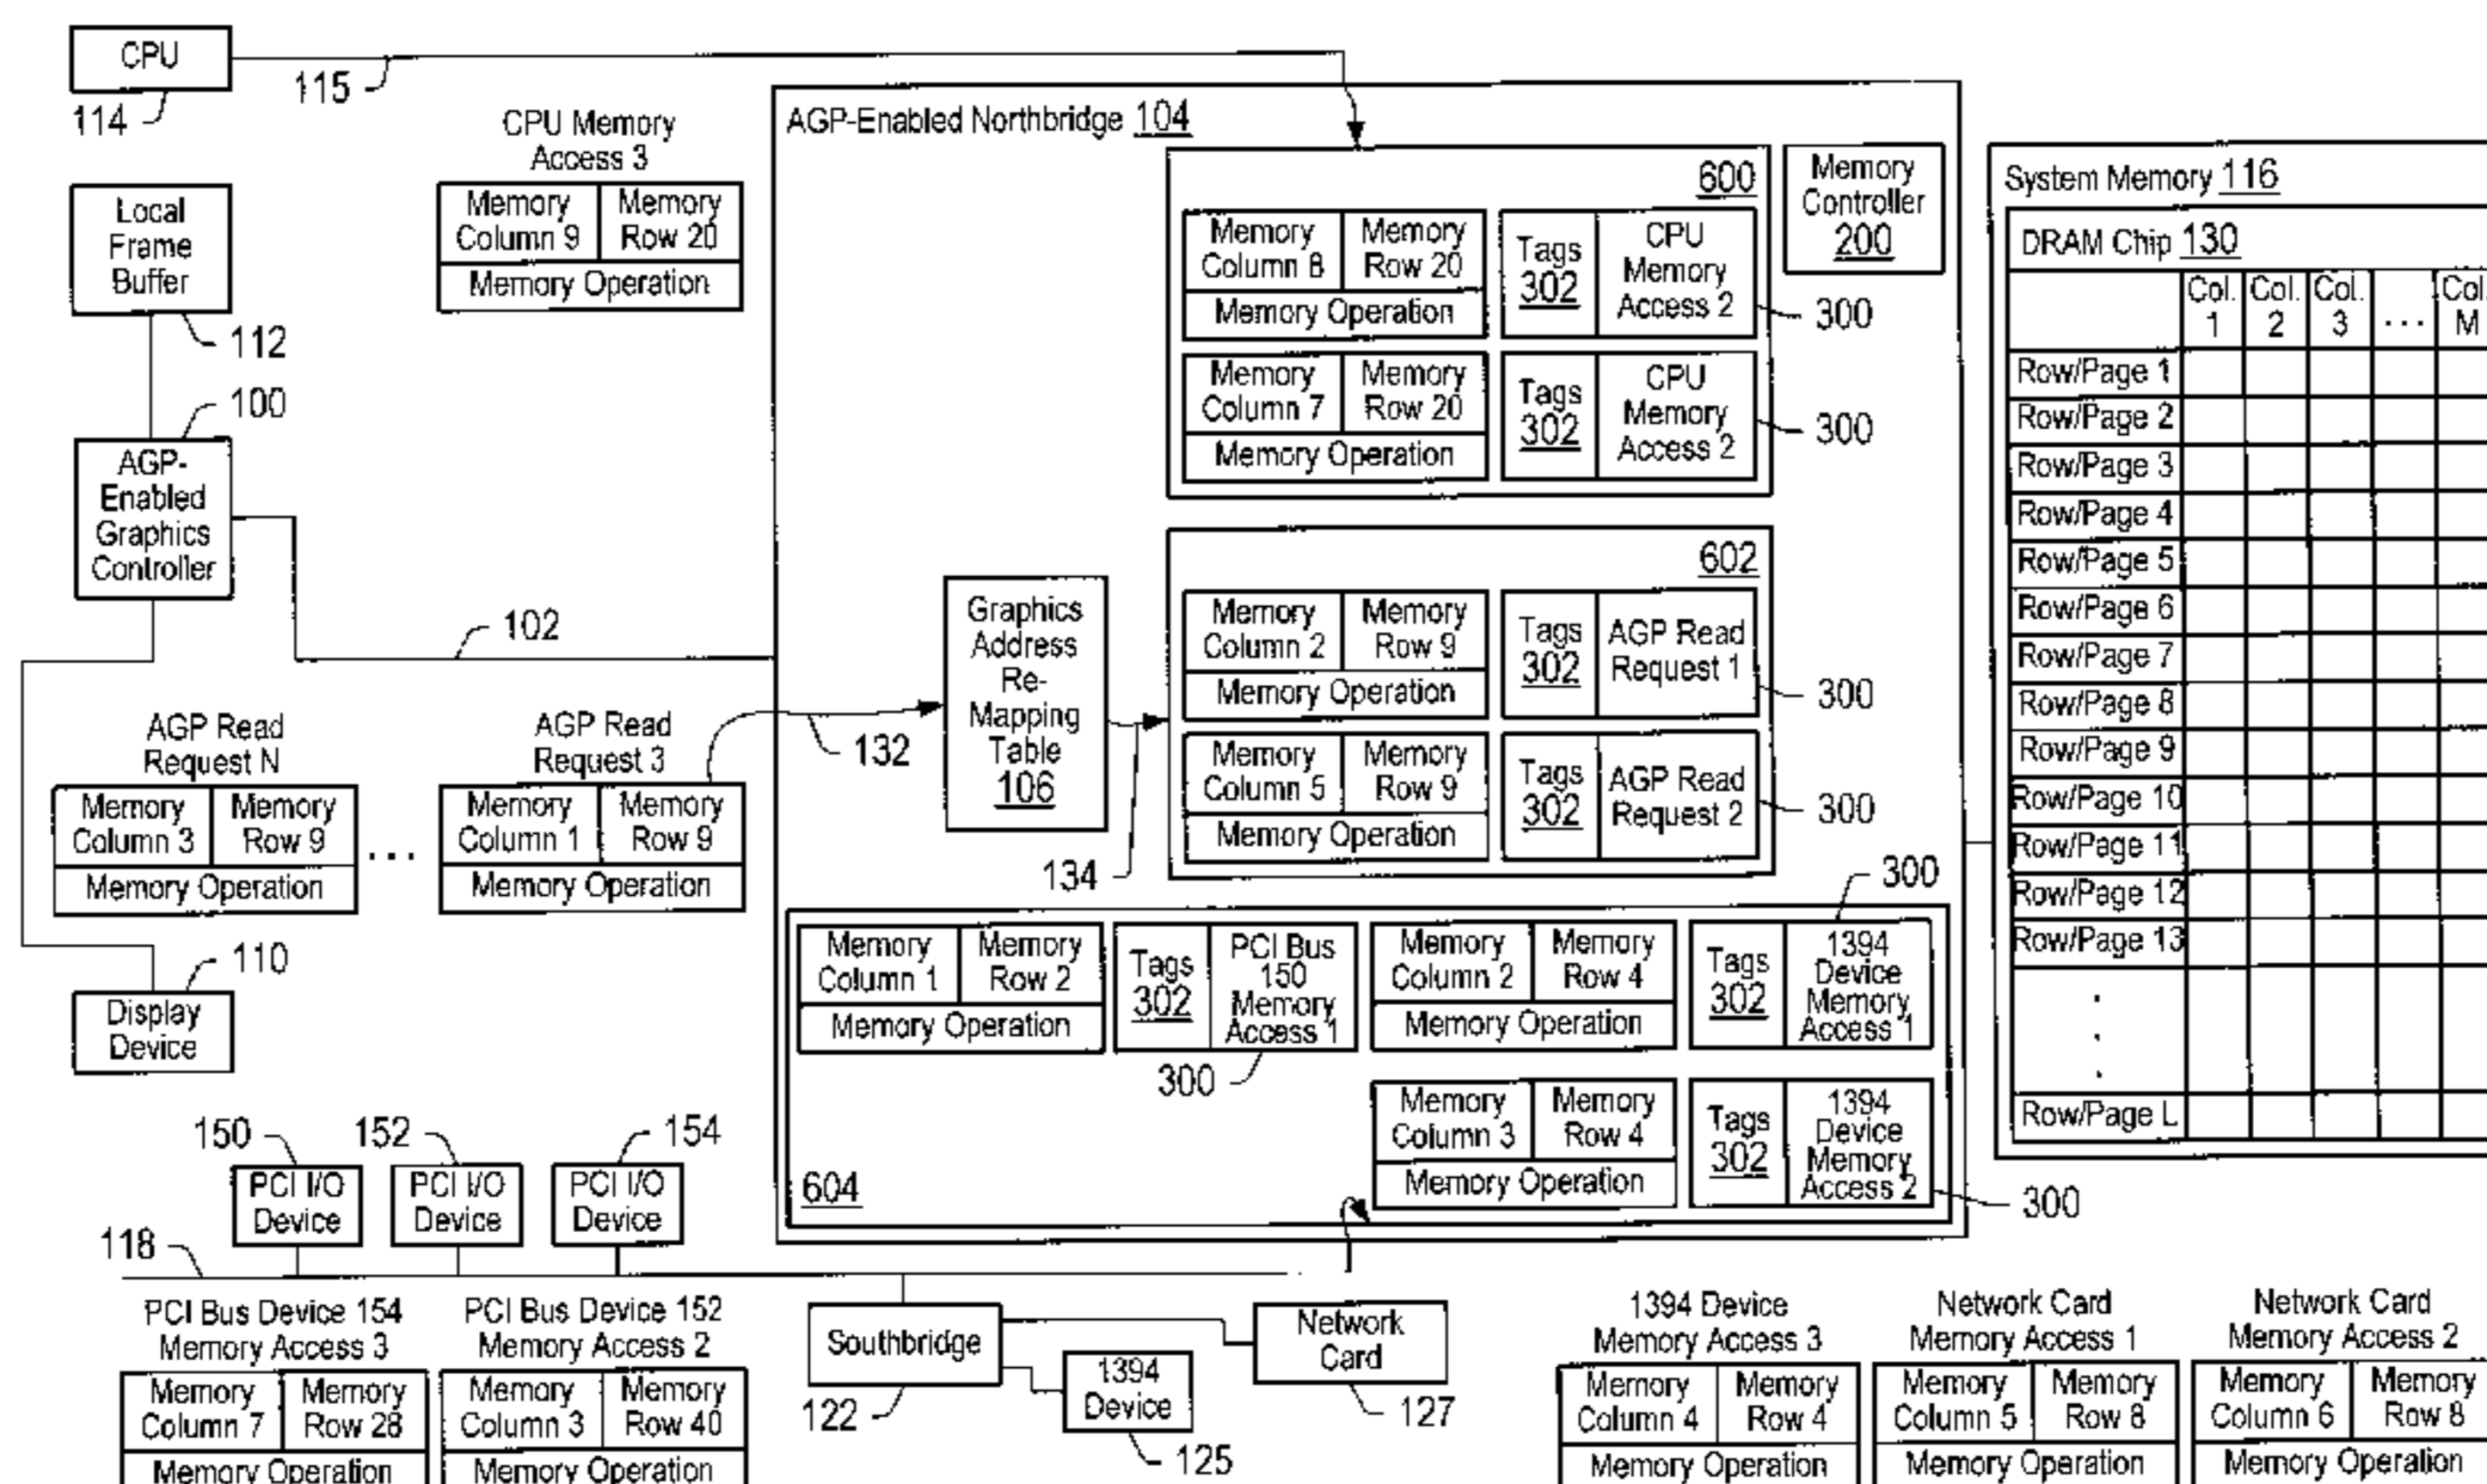 CPU
114
115
CPU Memory
Access 3
Memory
Column 9
Memory
Row 20
Memory Operation
Local
Frame
Buffer
112
100
AGP-
Enabled
Graphics
Controller
102
AGP Read
Request N
Memory
Column 3
Memory
Row 9
Memory Operation
...
AGP Read
Request 3
Memory
Column 1
Memory
Row 9
Memory Operation
132
110
Display
Device
AGP-Enabled Northbridge 104
600
Memory
Column 8
Memory
Row 20
Memory Operation
Tags
302
CPU
Memory
Access 2
300
Memory
Column 7
Memory
Row 20
Memory Operation
Tags
302
CPU
Memory
Access 2
300
Memory
Controller
200
Graphics
Address
Re-
Mapping
Table
106
134
602
Memory
Column 2
Memory
Row 9
Memory Operation
Tags
302
AGP Read
Request 1
300
Memory
Column 5
Memory
Row 9
Memory Operation
Tags
302
AGP Read
Request 2
300
604
Memory
Column 1
Memory
Row 2
Memory Operation
Tags
302
PCI Bus
150
Memory
Access 1
300
Memory
Column 2
Memory
Row 4
Memory Operation
Tags
302
1394
Device
Memory
Access 1
300
Memory
Column 3
Memory
Row 4
Memory Operation
Tags
302
1394
Device
Memory
Access 2
300
System Memory 116
DRAM Chip 130
Col.
1
Col.
2
Col.
3
...
Col.
M
Row/Page 1
Row/Page 2
Row/Page 3
Row/Page 4
Row/Page 5
Row/Page 6
Row/Page 7
Row/Page 8
Row/Page 9
Row/Page 10
Row/Page 11
Row/Page 12
Row/Page 13
.
.
.
Row/Page L
150
PCI I/O
Device
152
PCI I/O
Device
154
PCI I/O
Device
118
PCI Bus Device 154
Memory Access 3
Memory
Column 7
Memory
Row 28
Memory Operation
PCI Bus Device 152
Memory Access 2
Memory
Column 3
Memory
Row 40
Memory Operation
Southbridge
122
1394
Device
125
Network
Card
127
1394 Device
Memory Access 3
Memory
Column 4
Memory
Row 4
Memory Operation
Network Card
Memory Access 1
Memory
Column 5
Memory
Row 8
Memory Operation
Network Card
Memory Access 2
Memory
Column 6
Memory
Row 8
Memory Operation